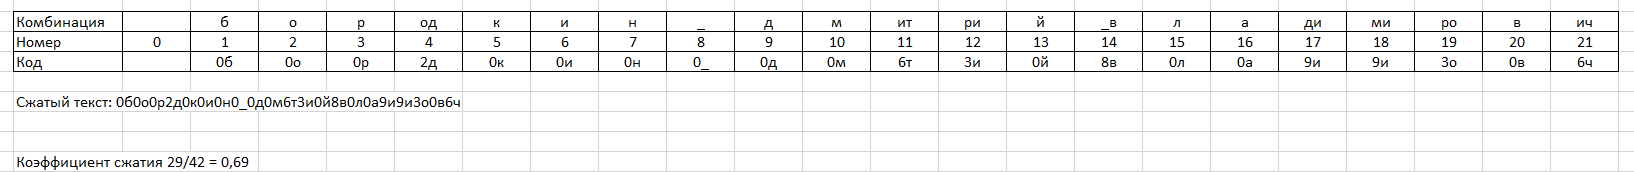 Комбинация б о р од к и н _ д м ит ри й _в л а ди ми ро в ич
Номер 0 1 2 3 4 5 6 7 8 9 10 11 12 13 14 15 16 17 18 19 20 21
Код 0б 0о 0р 2д 0к 0и 0н 0_ 0д 0м 6т 3и 0й 8в 0л 0а 9и 9и 3о 0в 6ч
Сжатый текст: 0б0о0р2д0к0и0н0_0д0м6т3и0й8в0л0а9и9и3о0в6ч
Коэффициент сжатия 29/42 = 0,69